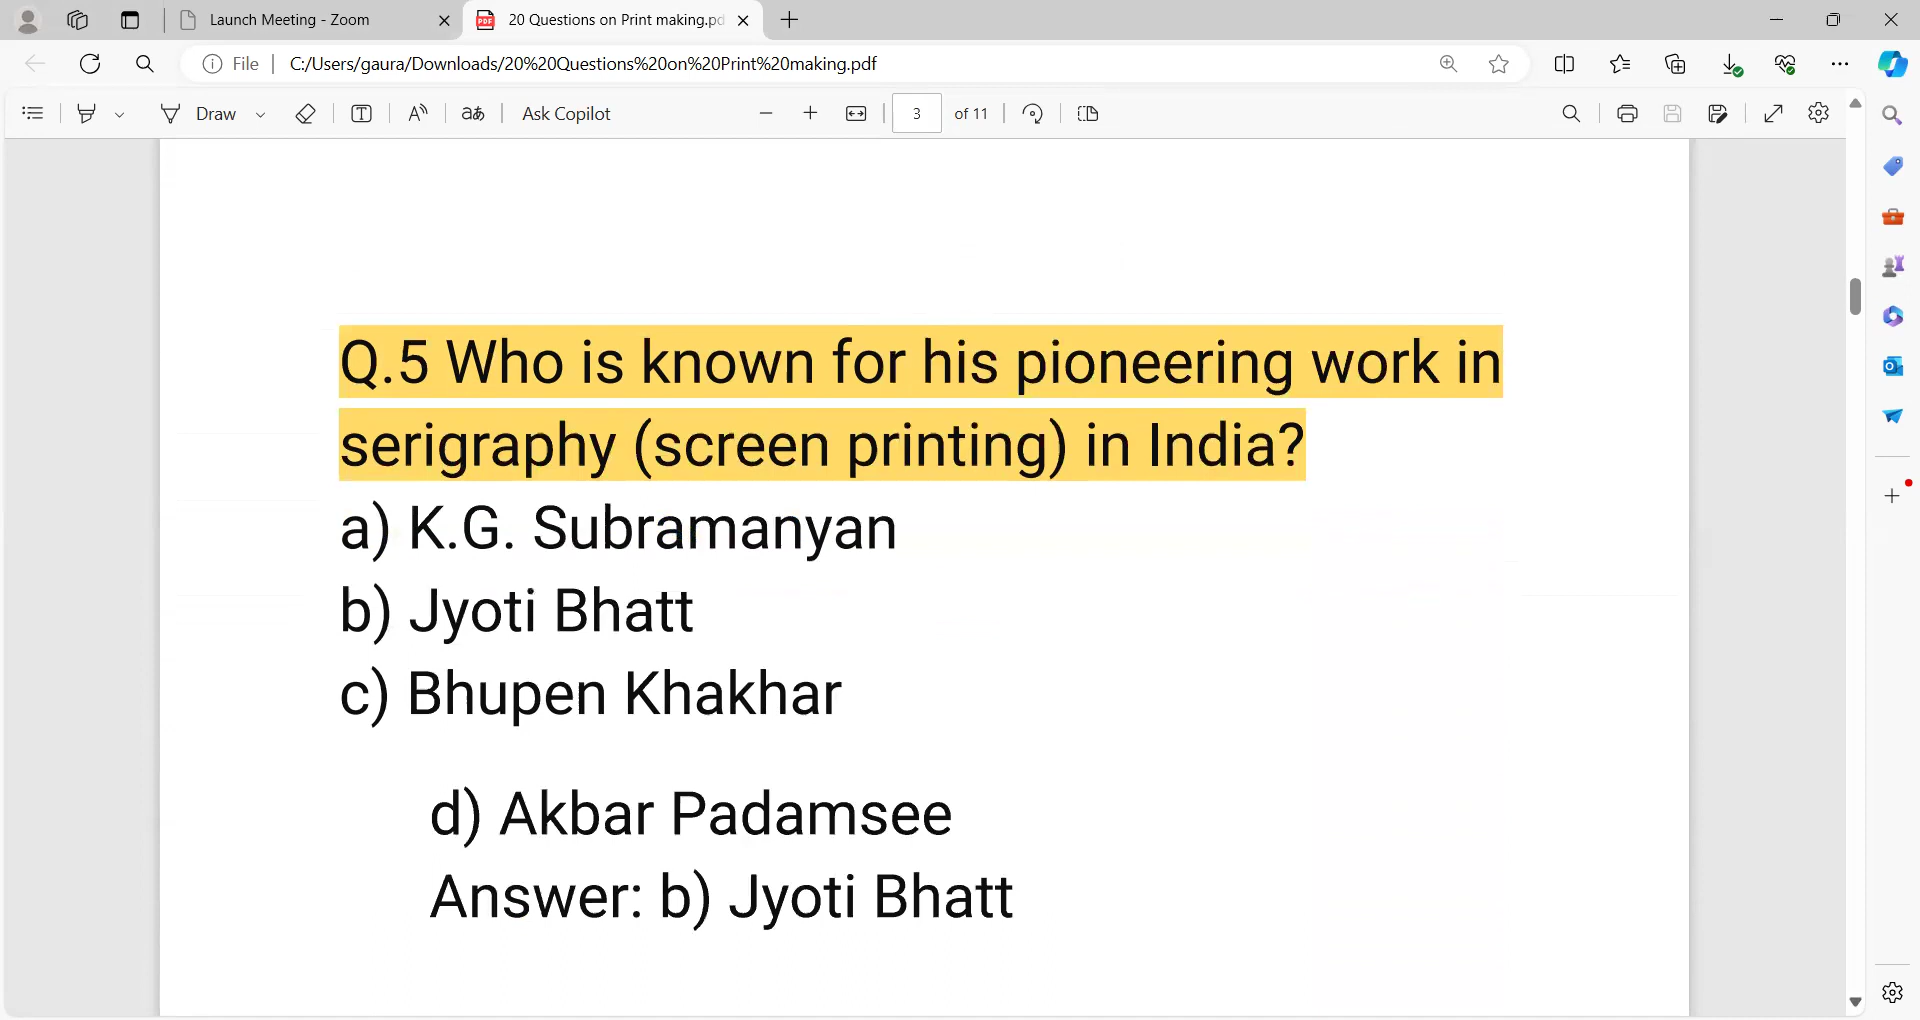 Launch Meeting - Zoom
20 Questions on Print making.pd
File
C:/Users/gaura/Downloads/20%20Questions%20on%20Print%20making.pdf
Draw
Ask Copilot
3
of 11
Q.5 Who is known for his pioneering work in
serigraphy (screen printing) in India?
a) K.G. Subramanyan
b) Jyoti Bhatt
c) Bhupen Khakhar
d) Akbar Padamsee
Answer: b) Jyoti Bhatt